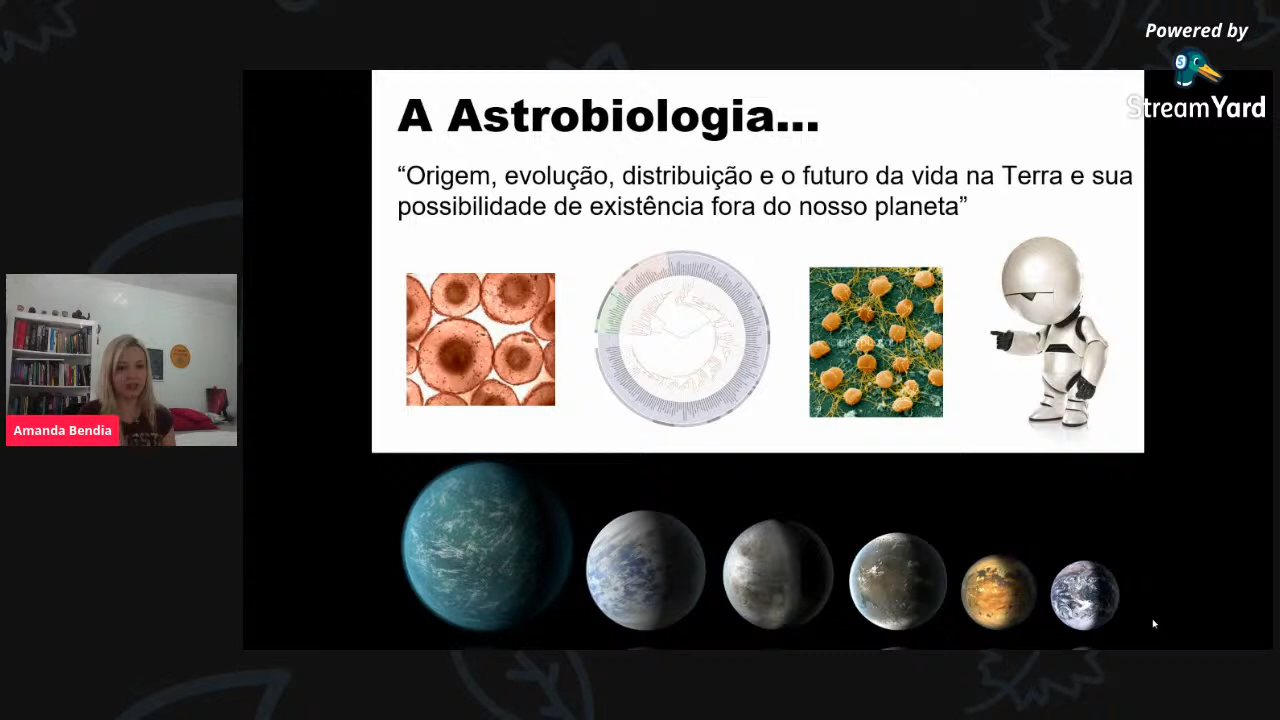 Powered by
StreamYard
A Astrobiologia...
“Origem, evolução, distribuição e o futuro da vida na Terra e sua
possibilidade de existência fora do nosso planeta”
Amanda Bendia